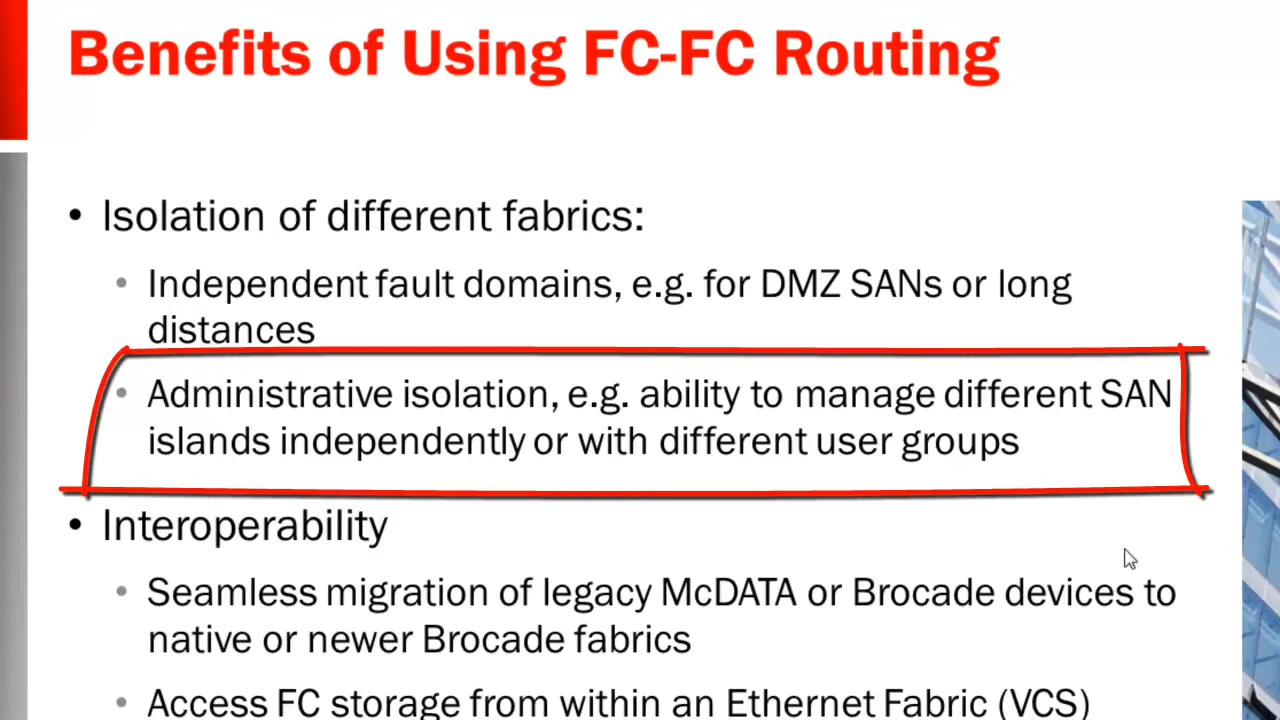 Benefits of Using FC-FC Routing
• Isolation of different fabrics:
• Independent fault domains, e.g. for DMZ SANs or long
distances
• Administrative isolation, e.g. ability to manage different SAN
islands independently or with different user groups
• Interoperability
• Seamless migration of legacy McDATA or Brocade devices to
native or newer Brocade fabrics
• Access FC storage from within an Ethernet Fabric (VCS)